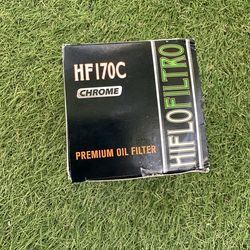 HF170C
CHROME
PREMIUM OIL FILTER
HIFLOFILTRO